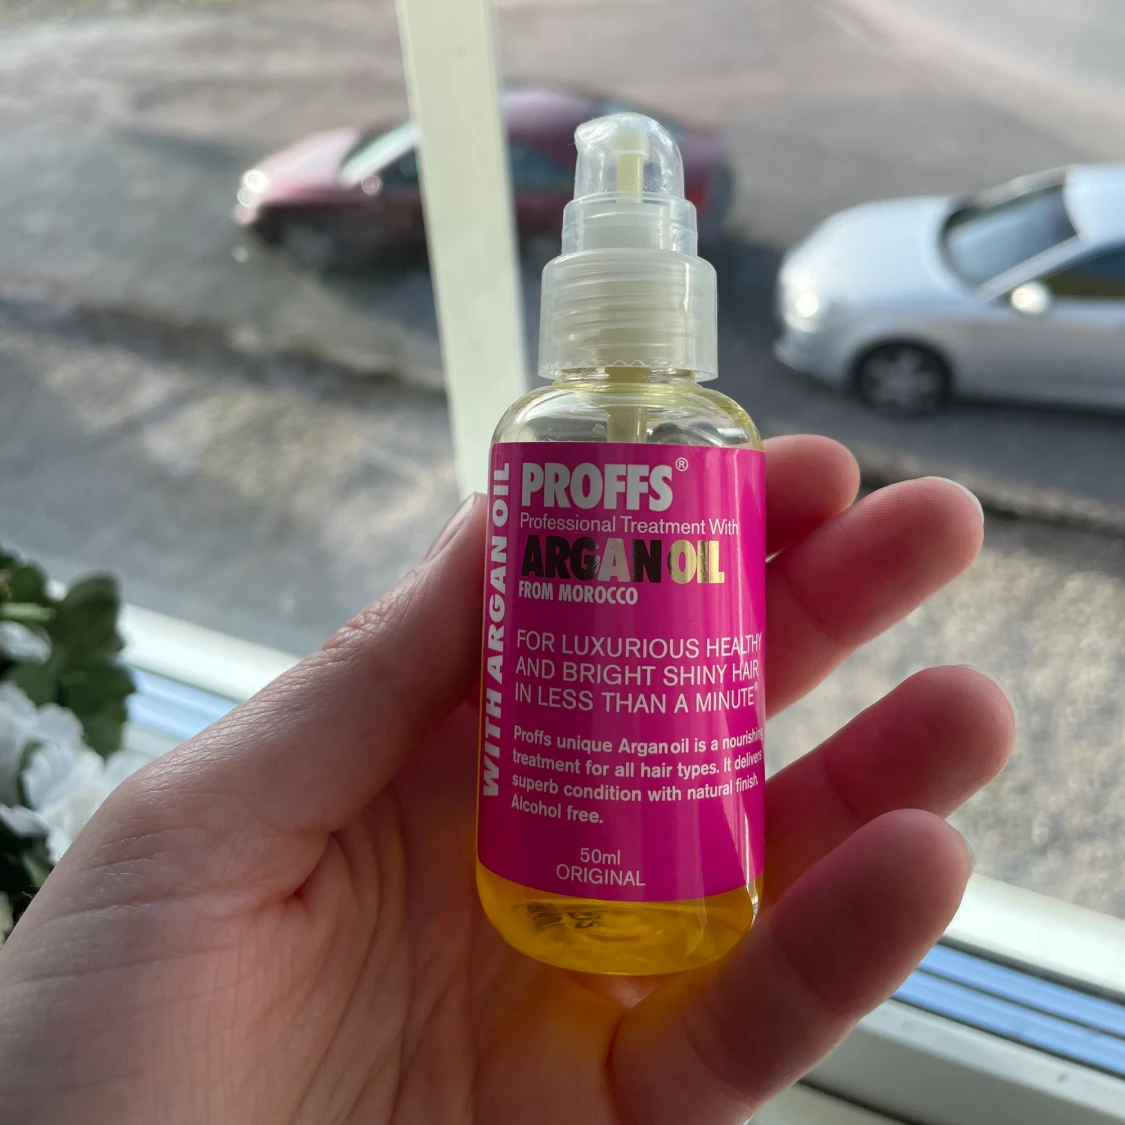 PROFFS®
Professional Treatment With
ARGAN OIL
FROM MOROCCO
FOR LUXURIOUS HEALTHY
AND BRIGHT SHINY HAIR
IN LESS THAN A MINUTE
Proffs unique Argan oil is a nourishing
treatment for all hair types. It delivers
superb condition with natural finish.
Alcohol free.
50ml
ORIGINAL
WITH ARGAN OIL